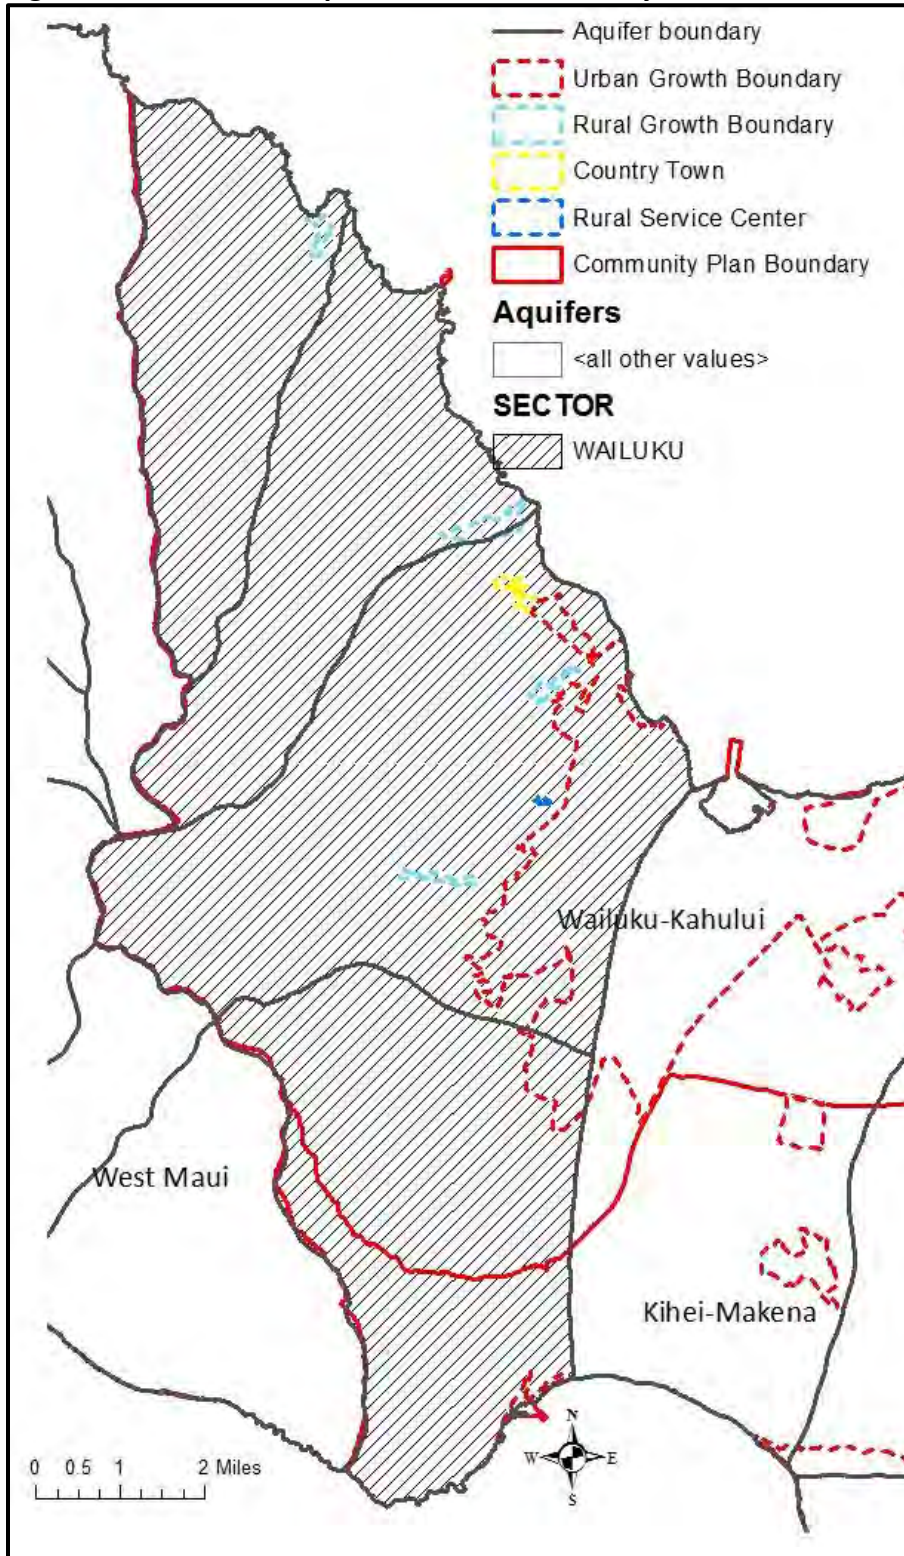 Aquifer boundary
Urban Growth Boundary
Rural Growth Boundary
Country Town
Rural Service Center
Community Plan Boundary
Aquifers
<all other values>
SECTOR
WAILUKU
Wailuku-Kahului
West Maui
Kihei-Makena
N
W E
S
0 0.5 1 2 Miles